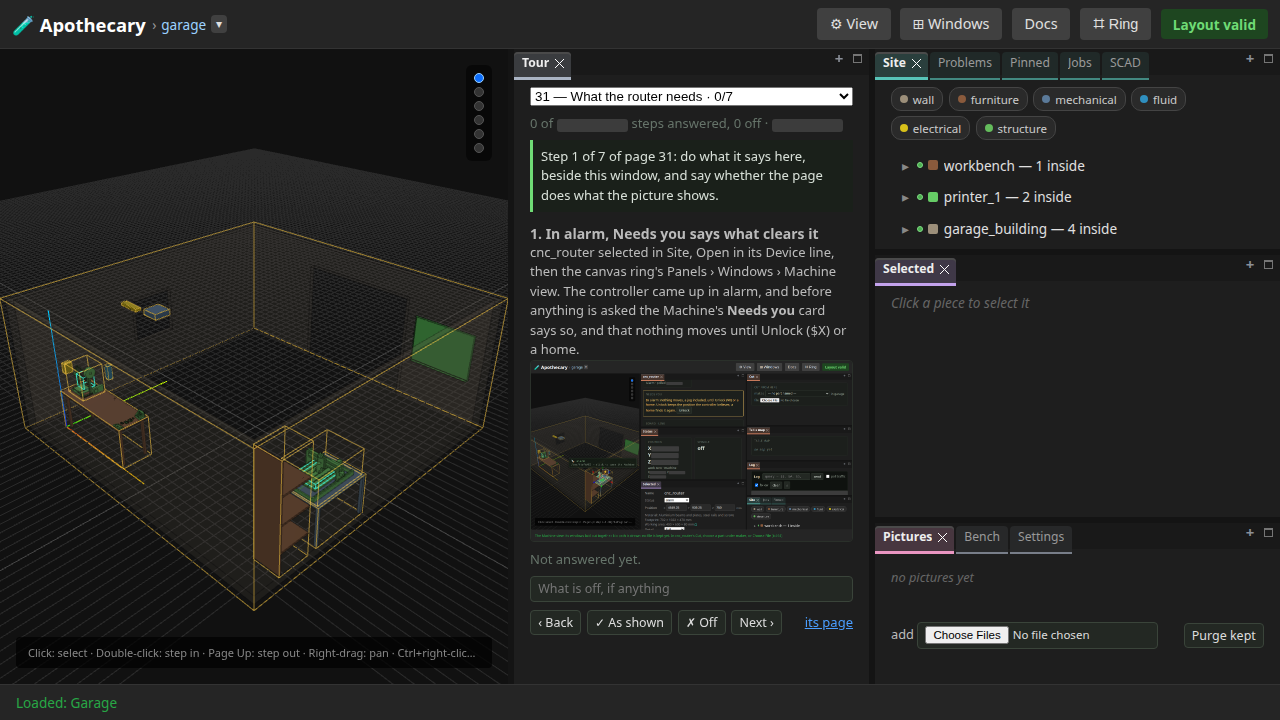 Apothecary › garage ▾
⚙ View
⊞ Windows
Docs
⌗ Ring
Layout valid
Click: select · Double-click: step in · Page Up: step out · Right-drag: pan · Ctrl+right-clic…
Tour
31 — What the router needs · 0/7
0 of steps answered, 0 off ·
Step 1 of 7 of page 31: do what it says here,
beside this window, and say whether the page
does what the picture shows.
1. In alarm, Needs you says what clears it
cnc_router selected in Site, Open in its Device line,
then the canvas ring's Panels › Windows › Machine
view. The controller came up in alarm, and before
anything is asked the Machine's Needs you card
says so, and that nothing moves until Unlock ($X) or
a home.
Not answered yet.
What is off, if anything
‹ Back
✓ As shown
✗ Off
Next ›
its page
Site
Problems
Pinned
Jobs
SCAD
wall
furniture
mechanical
fluid
electrical
structure
workbench — 1 inside
printer_1 — 2 inside
garage_building — 4 inside
Selected
Click a piece to select it
Pictures
Bench
Settings
no pictures yet
add Choose Files No file chosen
Purge kept
Loaded: Garage